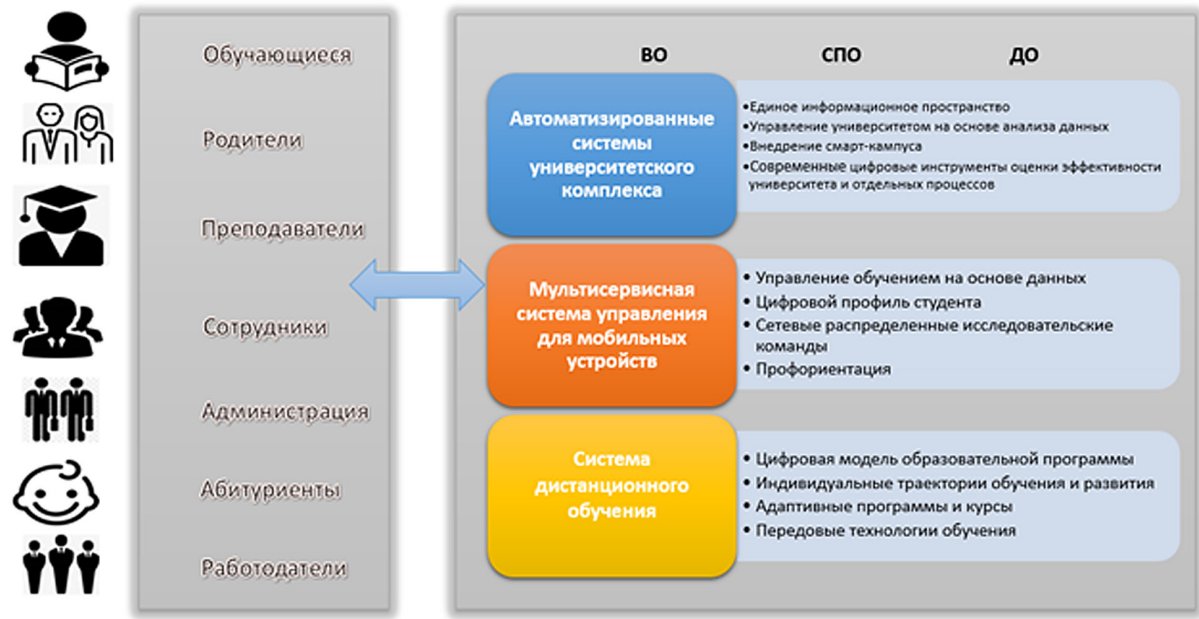 Обучающиеся
Родители
Преподаватели
Сотрудники
Администрация
Абитуриенты
Работодатели
ВО СПО ДО
Автоматизированные
системы
университетского
комплекса
•Единое информационное пространство
•Управление университетом на основе анализа данных
•Внедрение смарт-кампуса
•Современные цифровые инструменты оценки эффективности
университета и отдельных процессов
Мультисервисная
система управления
для мобильных
устройств
• Управление обучением на основе данных
• Цифровой профиль студента
• Сетевые распределенные исследовательские
команды
• Профориентация
Система
дистанционного
обучения
• Цифровая модель образовательной программы
• Индивидуальные траектории обучения и развития
• Адаптивные программы и курсы
• Передовые технологии обучения